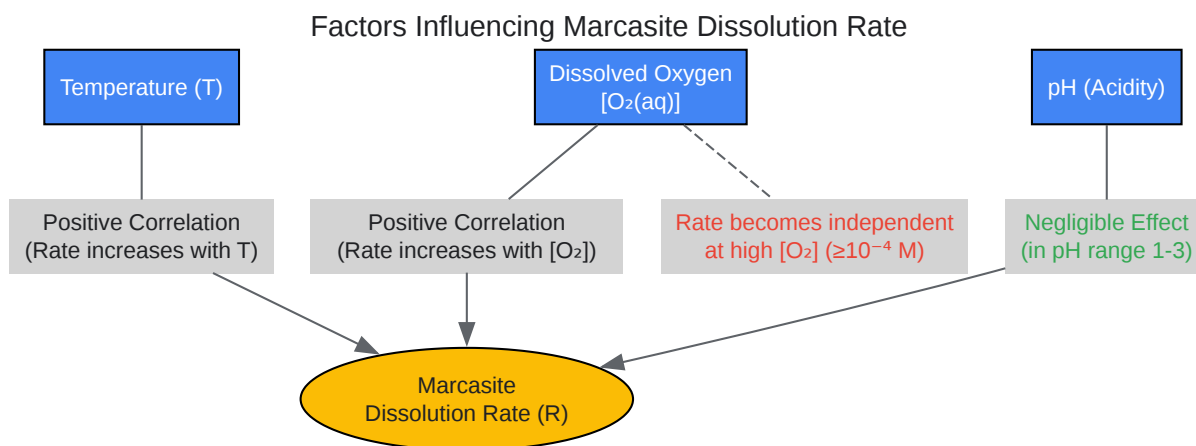 Factors Influencing Marcasite Dissolution Rate
Temperature (T)
Dissolved Oxygen
[O₂(aq)]
pH (Acidity)
Positive Correlation
(Rate increases with T)
Positive Correlation
(Rate increases with [O₂])
Rate becomes independent
at high [O₂] (≥10⁻⁴ M)
Negligible Effect
(in pH range 1-3)
Marcasite
Dissolution Rate (R)